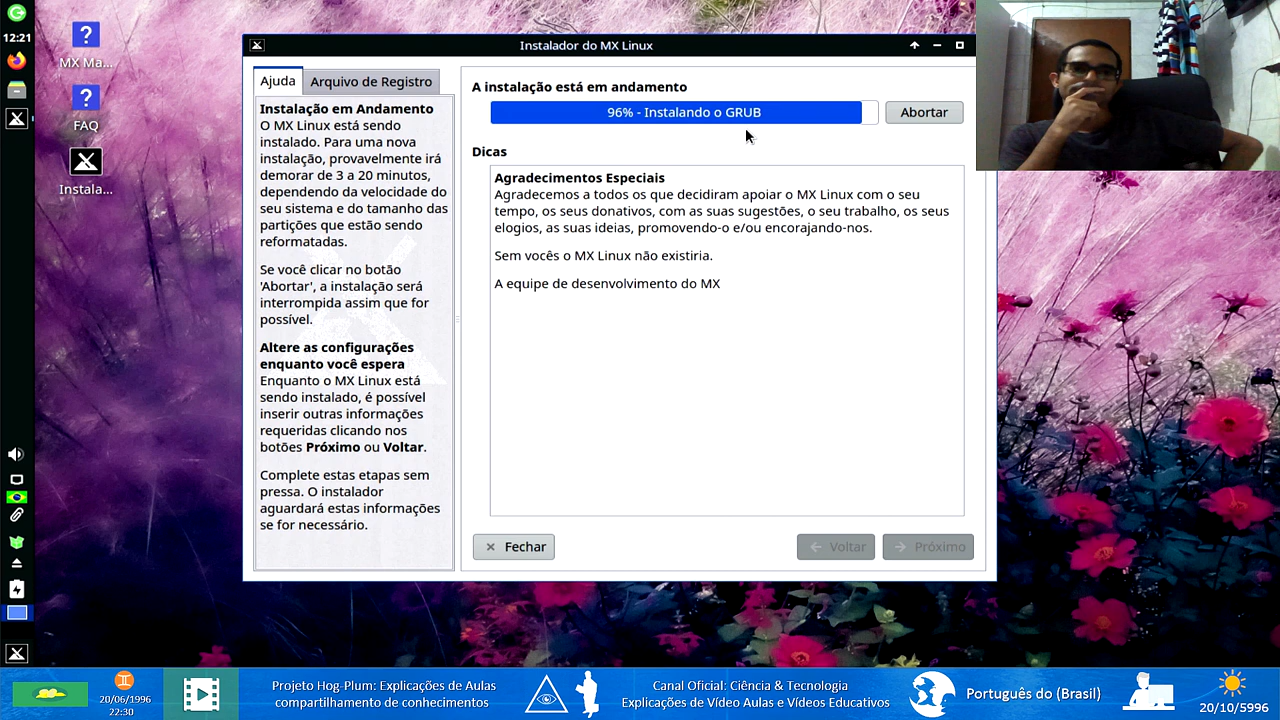 12:21
MX Ma...
FAQ
Instala...
Instalador do MX Linux
Ajuda
Arquivo de Registro
Instalação em Andamento
O MX Linux está sendo
instalado. Para uma nova
instalação, provavelmente irá
demorar de 3 a 20 minutos,
dependendo da velocidade do
seu sistema e do tamanho das
partições que estão sendo
reformatadas.
Se você clicar no botão
'Abortar', a instalação será
interrompida assim que for
possível.
Altere as configurações
enquanto você espera
Enquanto o MX Linux está
sendo instalado, é possível
inserir outras informações
requeridas clicando nos
botões Próximo ou Voltar.
Complete estas etapas sem
pressa. O instalador
aguardará estas informações
se for necessário.
A instalação está em andamento
96% - Instalando o GRUB
Abortar
Dicas
Agradecimentos Especiais
Agradecemos a todos os que decidiram apoiar o MX Linux com o seu
tempo, os seus donativos, com as suas sugestões, o seu trabalho, os seus
elogios, as suas ideias, promovendo-o e/ou encorajando-nos.
Sem vocês o MX Linux não existiria.
A equipe de desenvolvimento do MX
Fechar
Voltar
Próximo
20/06/1996
22:30
Projeto Hog-Plum: Explicações de Aulas
compartilhamento de conhecimentos
Canal Oficial: Ciência & Tecnologia
Explicações de Vídeo Aulas e Vídeos Educativos
Português do (Brasil)
20/10/5996